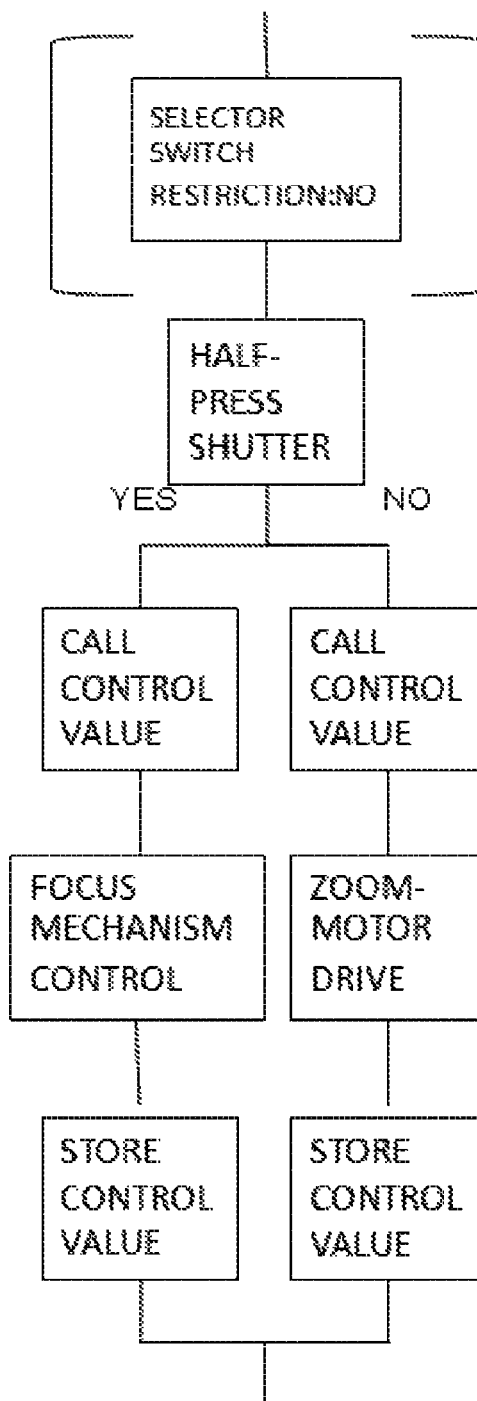 SELECTOR
SWITCH
RESTRICTION:NO
HALF-
PRESS
SHUTTER
YES
NO
CALL
CONTROL
VALUE
CALL
CONTROL
VALUE
FOCUS
MECHANISM
CONTROL
ZOOM-
MOTOR
DRIVE
STORE
CONTROL
VALUE
STORE
CONTROL
VALUE